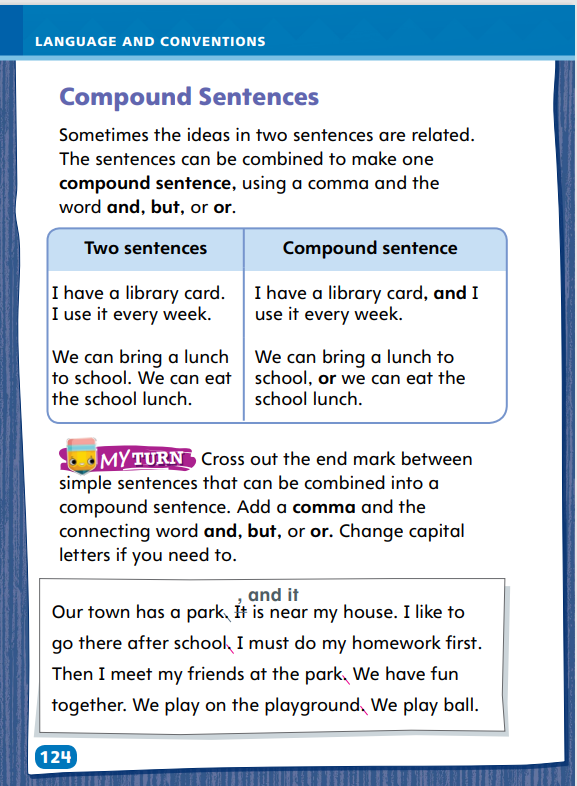 LANGUAGE AND CONVENTIONS
Compound Sentences
Sometimes the ideas in two sentences are related.
The sentences can be combined to make one
compound sentence, using a comma and the
word and, but, or or.
Two sentences
Compound sentence
I have a library card.
I use it every week.
I have a library card, and I
use it every week.
We can bring a lunch
to school. We can eat
the school lunch.
We can bring a lunch to
school, or we can eat the
school lunch.
MY TURN Cross out the end mark between
simple sentences that can be combined into a
compound sentence. Add a comma and the
connecting word and, but, or or. Change capital
letters if you need to.
, and it
Our town has a park. It is near my house. I like to
go there after school. I must do my homework first.
Then I meet my friends at the park. We have fun
together. We play on the playground. We play ball.
124